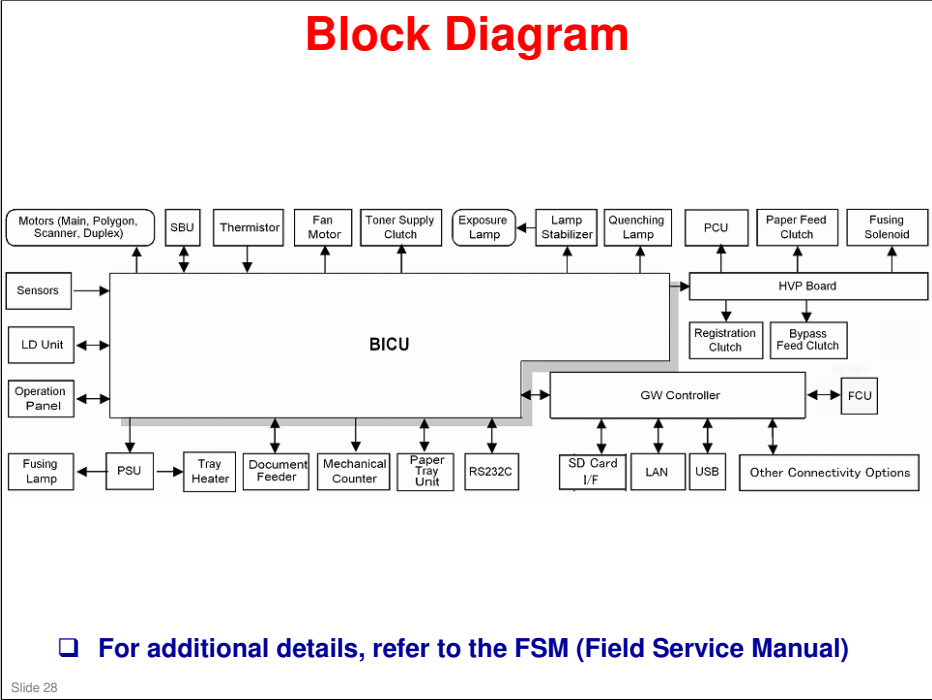 Block Diagram
Motors (Main, Polygon,
Scanner, Duplex)
SBU
Thermistor
Fan
Motor
Toner Supply
Clutch
Exposure
Lamp
Lamp
Stabilizer
Quenching
Lamp
PCU
Paper Feed
Clutch
Fusing
Solenoid
Sensors
HVP Board
LD Unit
BICU
Registration
Clutch
Bypass
Feed Clutch
Operation
Panel
GW Controller
FCU
Fusing
Lamp
PSU
Tray
Heater
Document
Feeder
Mechanical
Counter
Paper
Tray
Unit
RS232C
SD Card
I/F
LAN
USB
Other Connectivity Options
❑ For additional details, refer to the FSM (Field Service Manual)
Slide 28